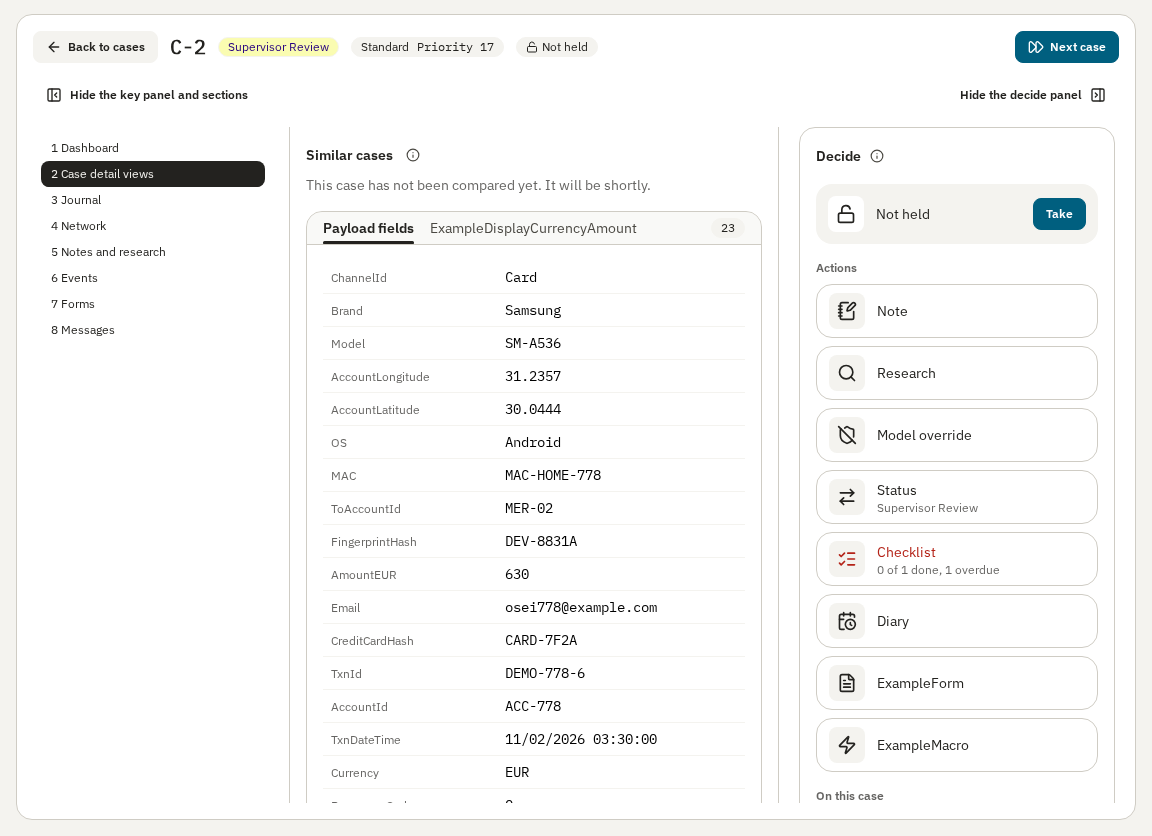 Back to cases
C-2
Supervisor Review
Standard Priority 17
Not held
Next case
Hide the key panel and sections
Hide the decide panel
1 Dashboard
2 Case detail views
3 Journal
4 Network
5 Notes and research
6 Events
7 Forms
8 Messages
Similar cases
This case has not been compared yet. It will be shortly.
Payload fields ExampleDisplayCurrencyAmount 23
ChannelId Card
Brand Samsung
Model SM-A536
AccountLongitude 31.2357
AccountLatitude 30.0444
OS Android
MAC MAC-HOME-778
ToAccountId MER-02
FingerprintHash DEV-8831A
AmountEUR 630
Email osei778@example.com
CreditCardHash CARD-7F2A
TxnId DEMO-778-6
AccountId ACC-778
TxnDateTime 11/02/2026 03:30:00
Currency EUR
Decide
Not held
Take
Actions
Note
Research
Model override
Status
Supervisor Review
Checklist
0 of 1 done, 1 overdue
Diary
ExampleForm
ExampleMacro
On this case